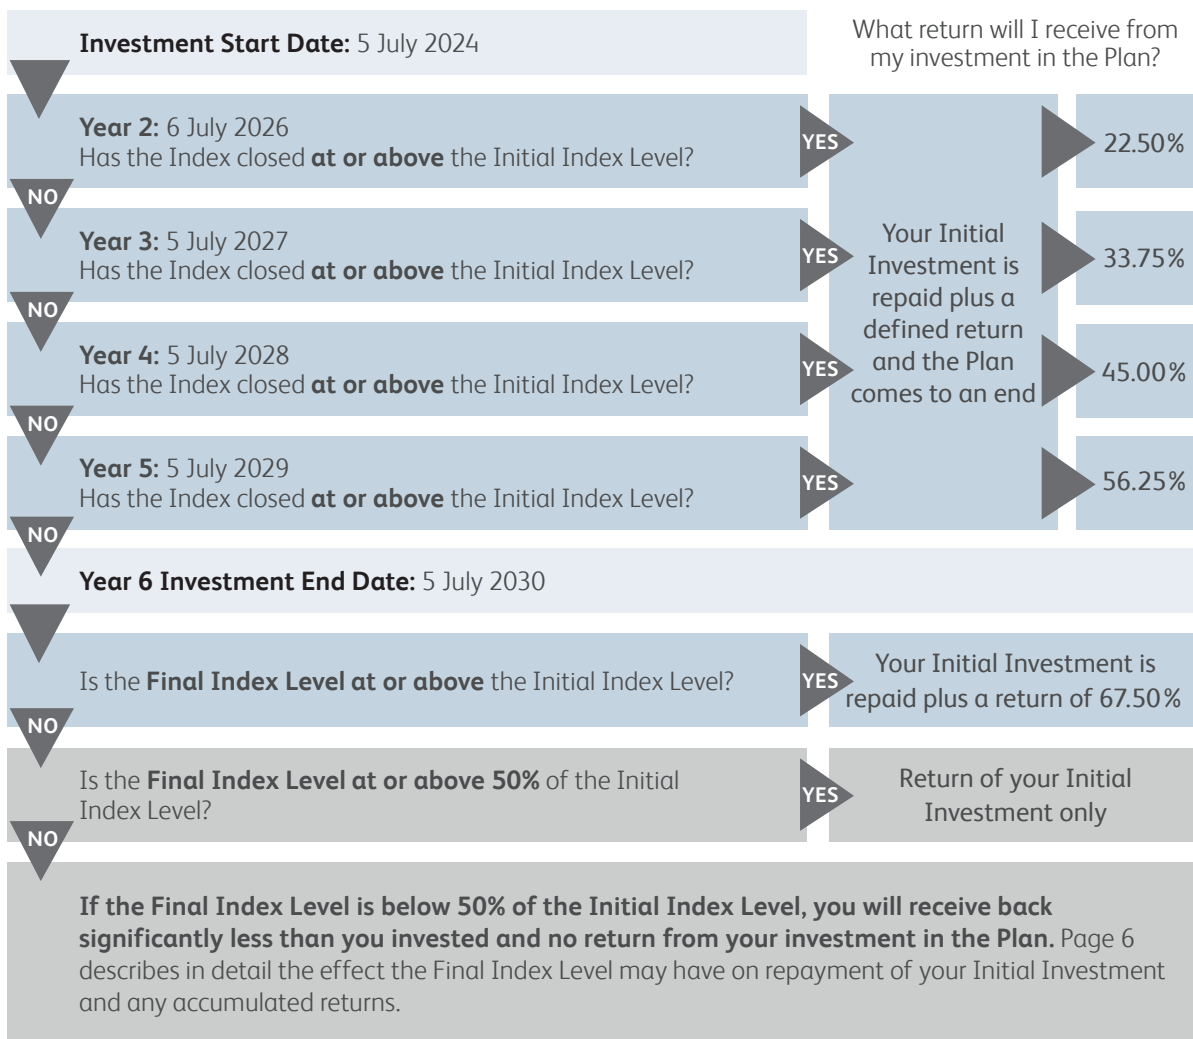 Investment Start Date: 5 July 2024
What return will I receive from
my investment in the Plan?
Year 2: 6 July 2026
Has the Index closed at or above the Initial Index Level?
YES
22.50%
NO
Year 3: 5 July 2027
Has the Index closed at or above the Initial Index Level?
YES
Your Initial
Investment is
repaid plus a
defined return
and the Plan
comes to an end
33.75%
NO
Year 4: 5 July 2028
Has the Index closed at or above the Initial Index Level?
YES
45.00%
NO
Year 5: 5 July 2029
Has the Index closed at or above the Initial Index Level?
YES
56.25%
NO
Year 6 Investment End Date: 5 July 2030
Is the Final Index Level at or above the Initial Index Level?
YES
Your Initial Investment is
repaid plus a return of 67.50%
NO
Is the Final Index Level at or above 50% of the Initial
Index Level?
YES
Return of your Initial
Investment only
NO
If the Final Index Level is below 50% of the Initial Index Level, you will receive back
significantly less than you invested and no return from your investment in the Plan. Page 6
describes in detail the effect the Final Index Level may have on repayment of your Initial Investment
and any accumulated returns.